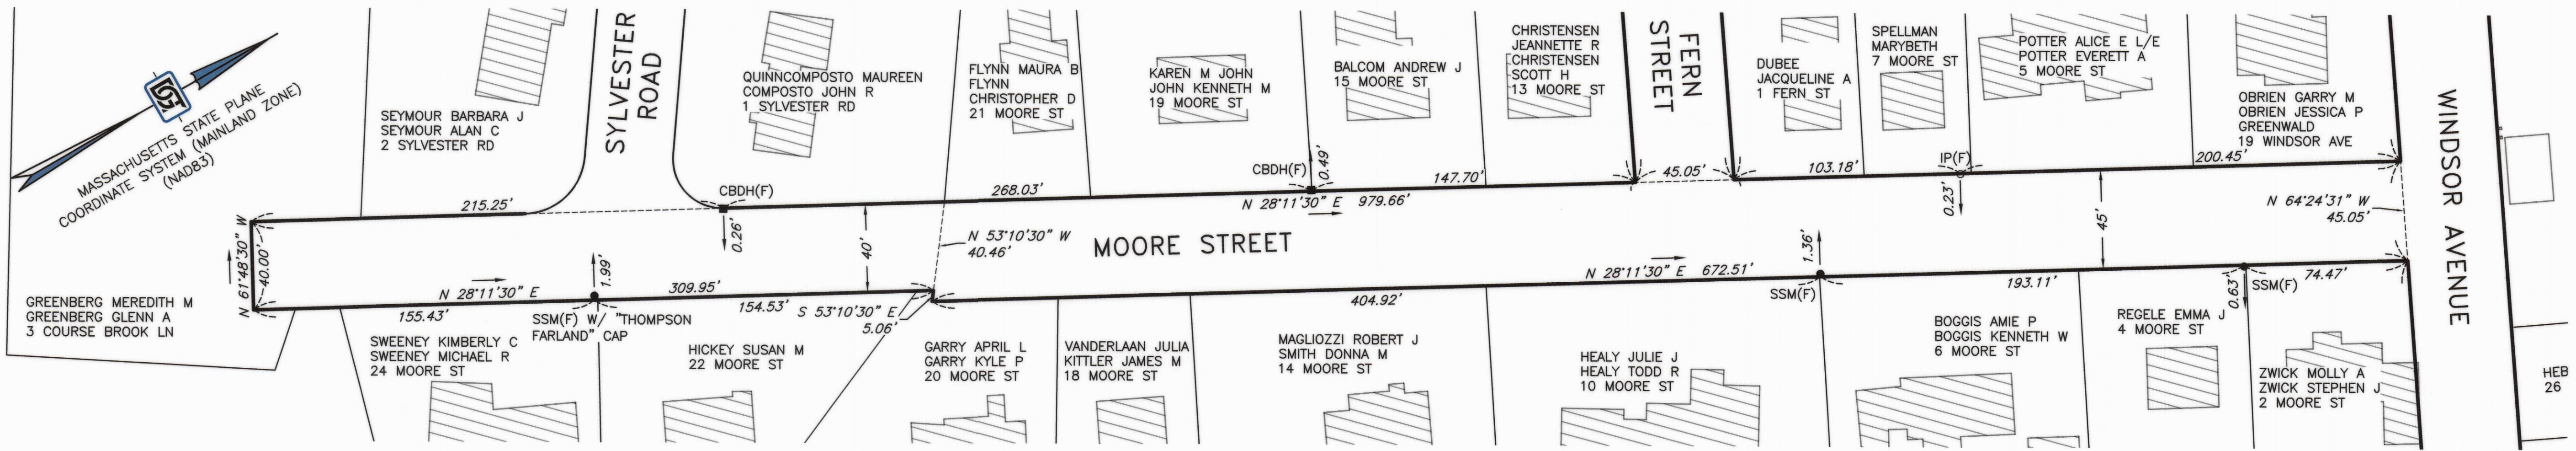 MASSACHUSETTS STATE PLANE
COORDINATE SYSTEM (MAINLAND ZONE)
(NAD83)
GREENBERG MEREDITH M
GREENBERG GLENN A
3 COURSE BROOK LN
N 61°48'30" W
40.00'
SEYMOUR BARBARA J
SEYMOUR ALAN C
2 SYLVESTER RD
215.25'
SYLVESTER
ROAD
QUINNCOMPOSTO MAUREEN
COMPOSTO JOHN R
1 SYLVESTER RD
CBDH(F)
0.26'
FLYNN MAURA B
FLYNN
CHRISTOPHER D
21 MOORE ST
268.03'
KAREN M JOHN
JOHN KENNETH M
19 MOORE ST
CBDH(F)
0.49'
BALCOM ANDREW J
15 MOORE ST
147.70'
N 28°11'30" E 979.66'
CHRISTENSEN
JEANNETTE R
CHRISTENSEN
SCOTT H
13 MOORE ST
FERN
STREET
45.05'
DUBEE
JACQUELINE A
1 FERN ST
103.18'
SPELLMAN
MARYBETH
7 MOORE ST
IP(F)
0.23'
POTTER ALICE E L/E
POTTER EVERETT A
5 MOORE ST
OBRIEN GARRY M
OBRIEN JESSICA P
GREENWALD
19 WINDSOR AVE
200.45'
N 64°24'31" W
45.05'
WINDSOR AVENUE
40'
N 53°10'30" W
40.46'
MOORE STREET
45'
N 28°11'30" E
309.95'
155.43'
1.99'
SSM(F) W/ "THOMPSON
FARLAND" CAP
154.53'
S 53°10'30" E
5.06'
404.92'
N 28°11'30" E 672.51'
1.36'
SSM(F)
193.11'
0.63'
SSM(F)
74.47'
SWEENEY KIMBERLY C
SWEENEY MICHAEL R
24 MOORE ST
HICKEY SUSAN M
22 MOORE ST
GARRY APRIL L
GARRY KYLE P
20 MOORE ST
VANDERLAAN JULIA
KITTLER JAMES M
18 MOORE ST
MAGLIOZZI ROBERT J
SMITH DONNA M
14 MOORE ST
HEALY JULIE J
HEALY TODD R
10 MOORE ST
BOGGIS AMIE P
BOGGIS KENNETH W
6 MOORE ST
REGELE EMMA J
4 MOORE ST
ZWICK MOLLY A
ZWICK STEPHEN J
2 MOORE ST
HEB
26